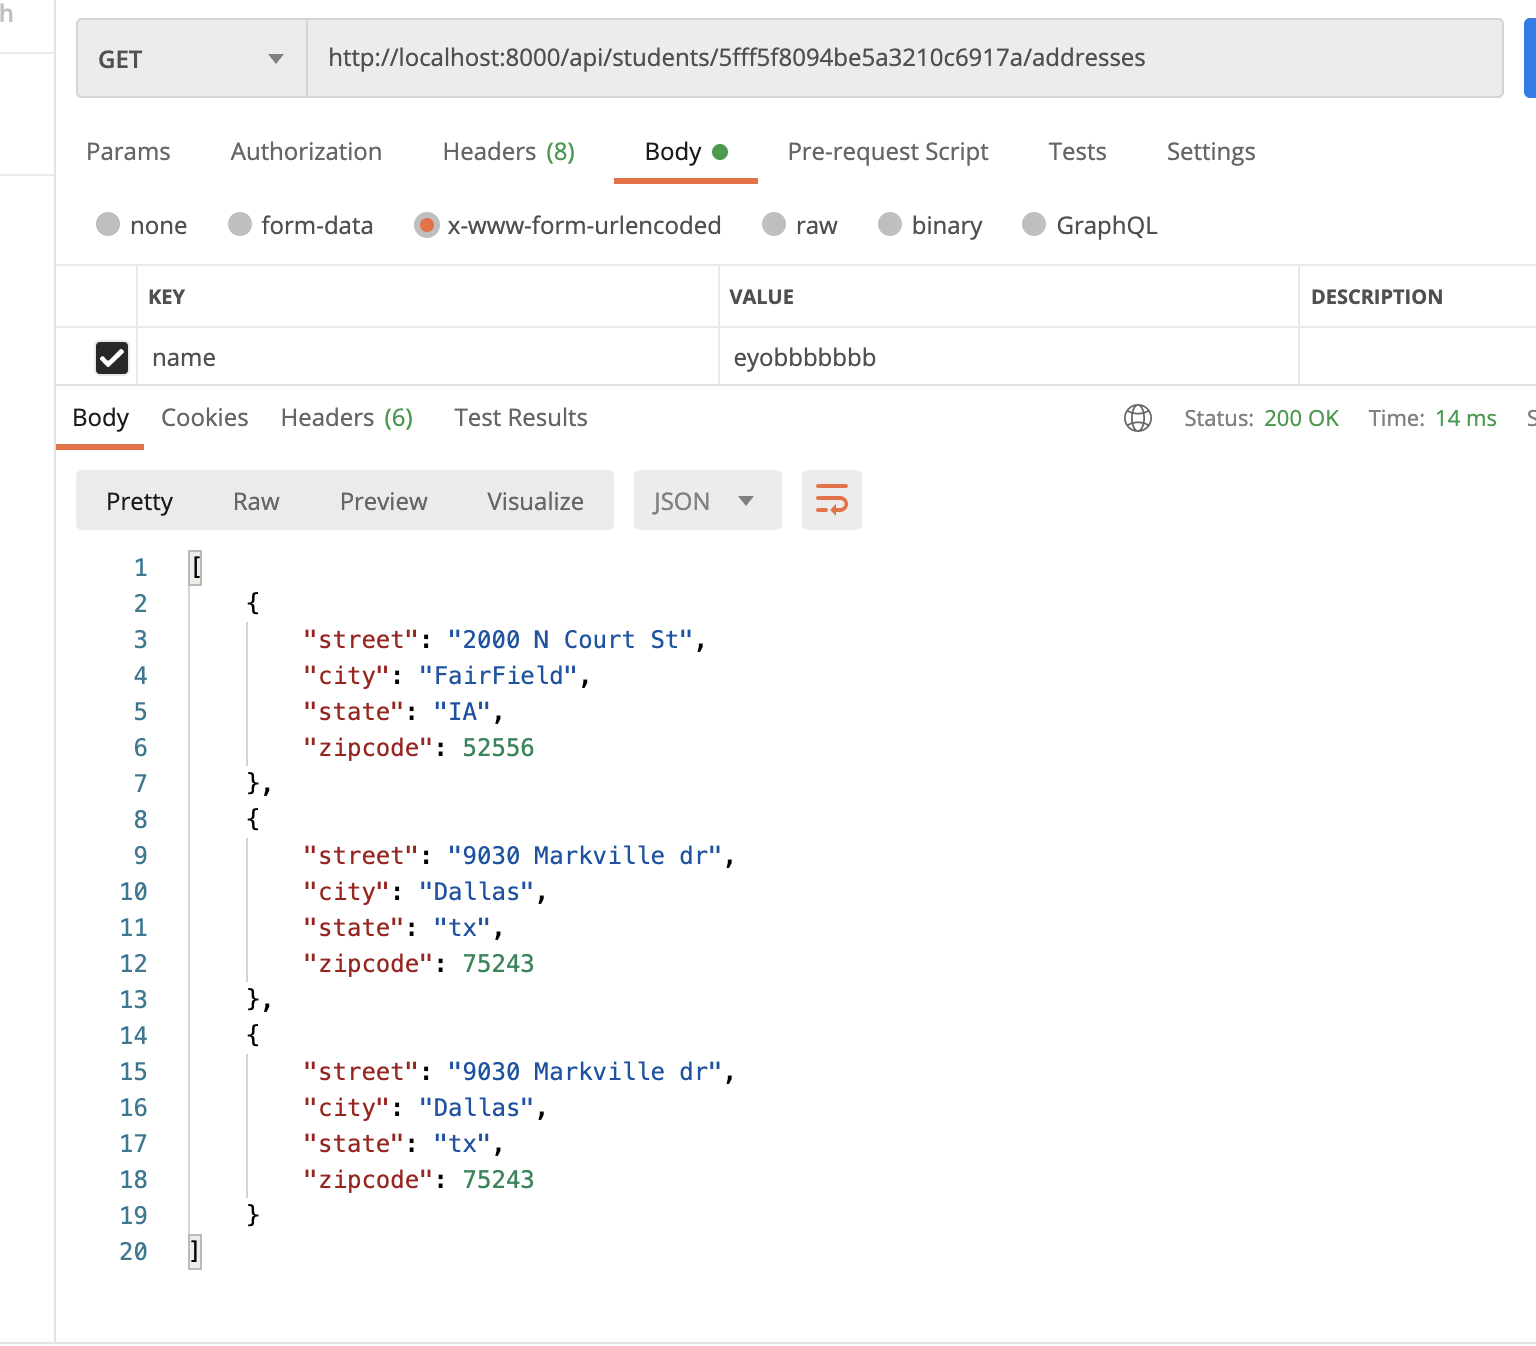 h
GET http://localhost:8000/api/students/5fff5f8094be5a3210c6917a/addresses
Params Authorization Headers (8) Body Pre-request Script Tests Settings
none form-data x-www-form-urlencoded raw binary GraphQL
KEY VALUE DESCRIPTION
name eyobbbbbbb
Body Cookies Headers (6) Test Results Status: 200 OK Time: 14 ms S
Pretty Raw Preview Visualize JSON
1 [
2 {
3 "street": "2000 N Court St",
4 "city": "FairField",
5 "state": "IA",
6 "zipcode": 52556
7 },
8 {
9 "street": "9030 Markville dr",
10 "city": "Dallas",
11 "state": "tx",
12 "zipcode": 75243
13 },
14 {
15 "street": "9030 Markville dr",
16 "city": "Dallas",
17 "state": "tx",
18 "zipcode": 75243
19 }
20 ]